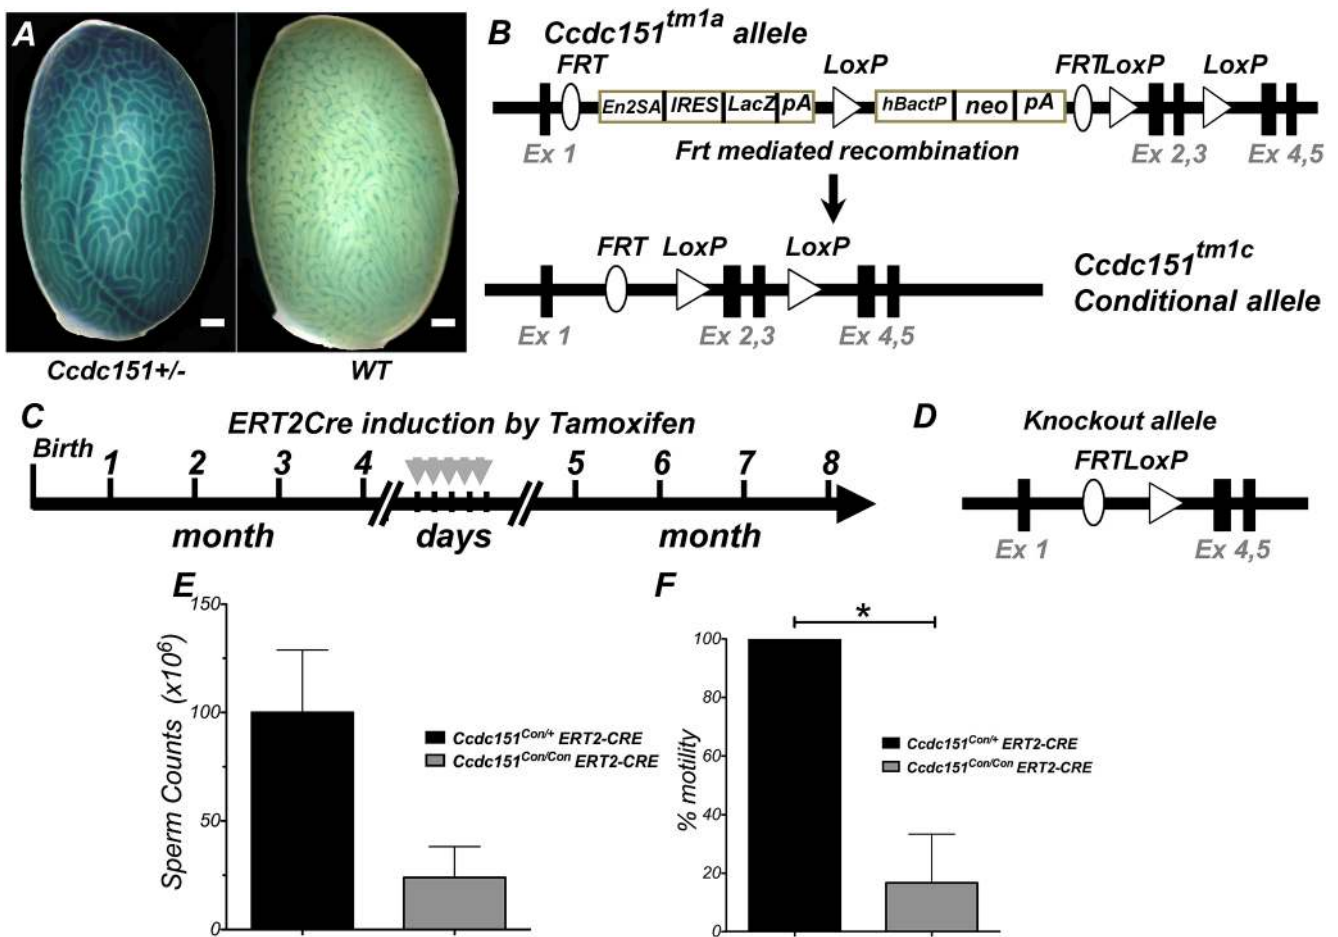 A
Ccdc151+/-
WT
B
Ccdc151tm1a allele
FRT LoxP FRTLoxP LoxP
En2SA IRES LacZ pA hBactP neo pA
Ex 1 Ex 2,3 Ex 4,5
Frt mediated recombination
FRT LoxP LoxP
Ccdc151tm1c
Conditional allele
Ex 1 Ex 2,3 Ex 4,5
C
ERT2Cre induction by Tamoxifen
Birth 1 2 3 4 5 6 7 8
month days month
D
Knockout allele
FRTLoxP
Ex 1 Ex 4,5
E
Sperm Counts (x106)
150
100
50
0
Ccdc151Con/+ ERT2-CRE
Ccdc151Con/Con ERT2-CRE
F
*
% motility
100
80
60
40
20
0
Ccdc151Con/+ ERT2-CRE
Ccdc151Con/Con ERT2-CRE